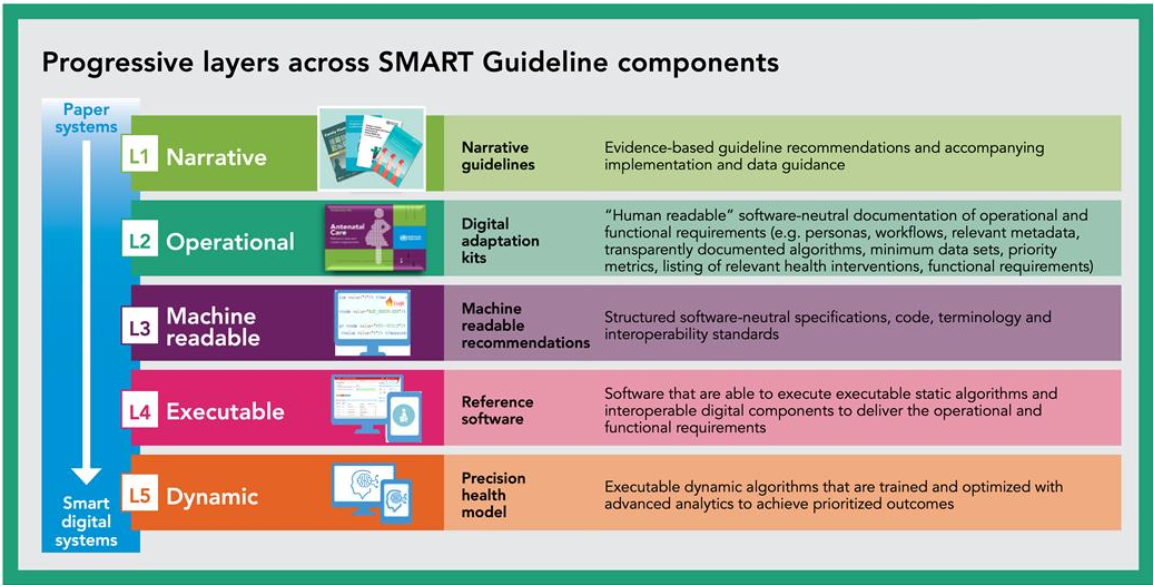 Progressive layers across SMART Guideline components
Paper
systems
L1 Narrative
Narrative
guidelines
Evidence-based guideline recommendations and accompanying
implementation and data guidance
L2 Operational
Antenatal
Care
Digital
adaptation
kits
“Human readable” software-neutral documentation of operational and
functional requirements (e.g. personas, workflows, relevant metadata,
transparently documented algorithms, minimum data sets, priority
metrics, listing of relevant health interventions, functional requirements)
L3 Machine
readable
Machine
readable
recommendations
Structured software-neutral specifications, code, terminology and
interoperability standards
L4 Executable
Reference
software
Software that are able to execute executable static algorithms and
interoperable digital components to deliver the operational and
functional requirements
L5 Dynamic
Precision
health
model
Executable dynamic algorithms that are trained and optimized with
advanced analytics to achieve prioritized outcomes
Smart
digital
systems